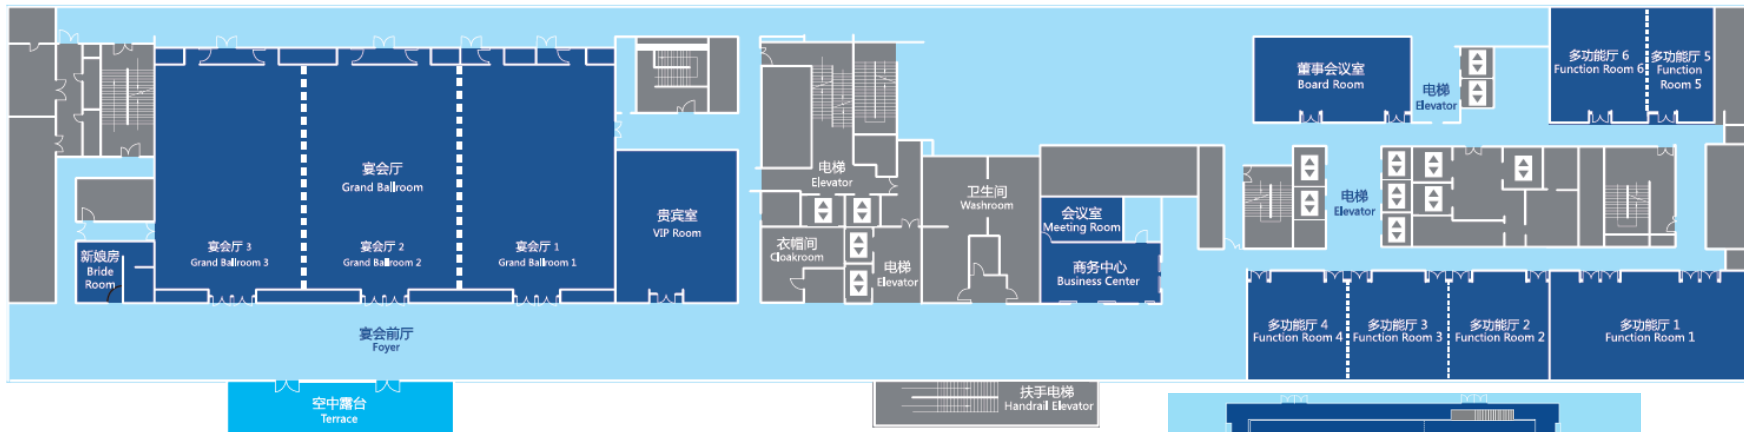 多功能厅 6
Function Room 6
多功能厅 5
Function
Room 5
董事会议室
Board Room
电梯
Elevator
宴会厅
Grand Ballroom
电梯
Elevator
卫生间
Washroom
电梯
Elevator
贵宾室
VIP Room
会议室
Meeting Room
新娘房
Bride
Room
宴会厅 3
Grand Ballroom 3
宴会厅 2
Grand Ballroom 2
宴会厅 1
Grand Ballroom 1
衣帽间
Cloakroom
电梯
Elevator
商务中心
Business Center
宴会前厅
Foyer
多功能厅 4
Function Room 4
多功能厅 3
Function Room 3
多功能厅 2
Function Room 2
多功能厅 1
Function Room 1
空中露台
Terrace
扶手电梯
Handrail Elevator